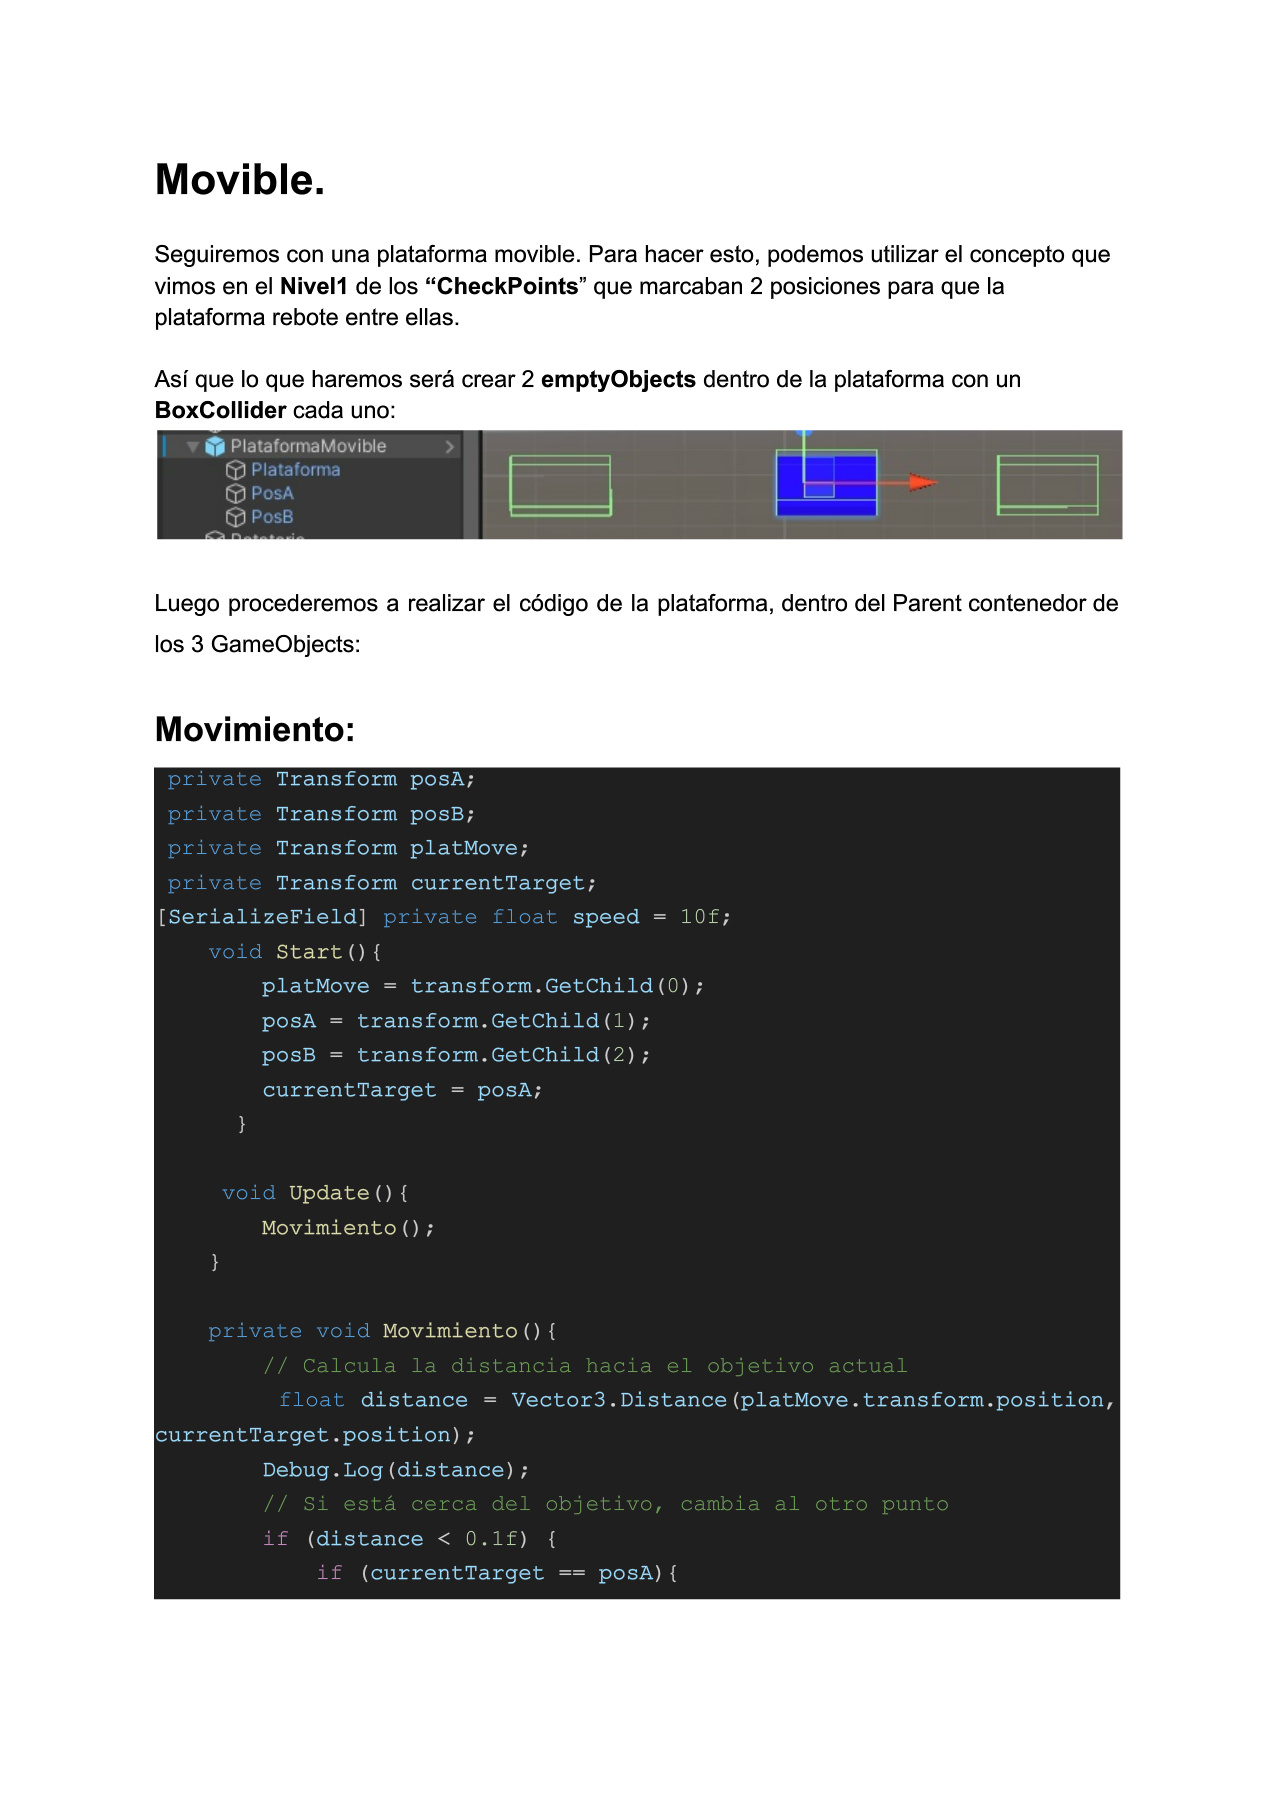 Movible.
Seguiremos con una plataforma movible. Para hacer esto, podemos utilizar el concepto que
vimos en el Nivel1 de los “CheckPoints” que marcaban 2 posiciones para que la
plataforma rebote entre ellas.
Así que lo que haremos será crear 2 emptyObjects dentro de la plataforma con un
BoxCollider cada uno:
PlataformaMovible
Plataforma
PosA
PosB
Luego procederemos a realizar el código de la plataforma, dentro del Parent contenedor de
los 3 GameObjects:
Movimiento:
private Transform posA;
private Transform posB;
private Transform platMove;
private Transform currentTarget;
[SerializeField] private float speed = 10f;
void Start(){
platMove = transform.GetChild(0);
posA = transform.GetChild(1);
posB = transform.GetChild(2);
currentTarget = posA;
}
void Update(){
Movimiento();
}
private void Movimiento(){
// Calcula la distancia hacia el objetivo actual
float distance = Vector3.Distance(platMove.transform.position,
currentTarget.position);
Debug.Log(distance);
// Si está cerca del objetivo, cambia al otro punto
if (distance < 0.1f) {
if (currentTarget == posA){